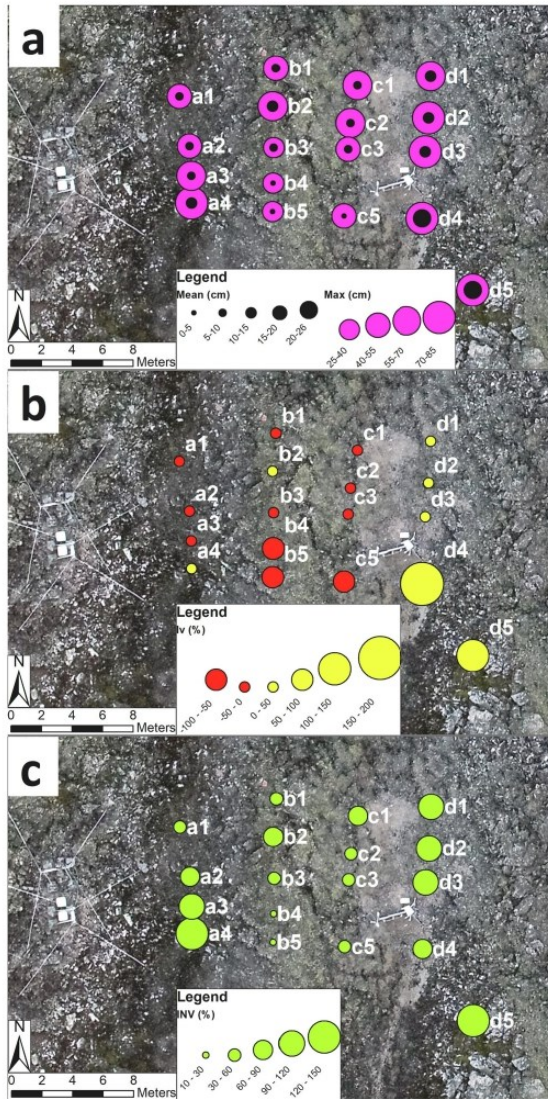 a
a1
b1
c1
d1
b2
c2
d2
a2
b3
c3
d3
a3
b4
a4
b5
c5
d4
d5
Legend
Mean (cm)
0-5
5-10
10-15
15-20
20-26
Max (cm)
25-40
40-55
55-70
70-85
N
0 2 4 6 8
Meters
b
b1
c1
d1
a1
b2
c2
d2
a2
b3
c3
d3
a3
b4
a4
b5
c5
d4
d5
Legend
Iv (%)
-100 - -50
-50 - 0
0 - 50
50 - 100
100 - 150
150 - 200
N
0 2 4 6 8
Meters
c
b1
c1
d1
a1
b2
c2
d2
a2
b3
c3
d3
a3
b4
a4
b5
c5
d4
d5
Legend
INV (%)
10 - 30
30 - 60
60 - 90
90 - 120
120 - 150
N
0 2 4 6 8
Meters